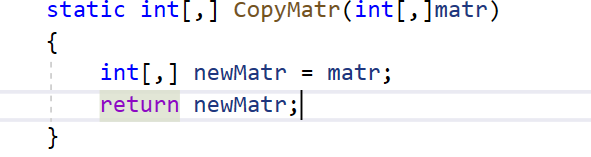 static int[,] CopyMatr(int[,]matr)
{
int[,] newMatr = matr;
return newMatr;
}